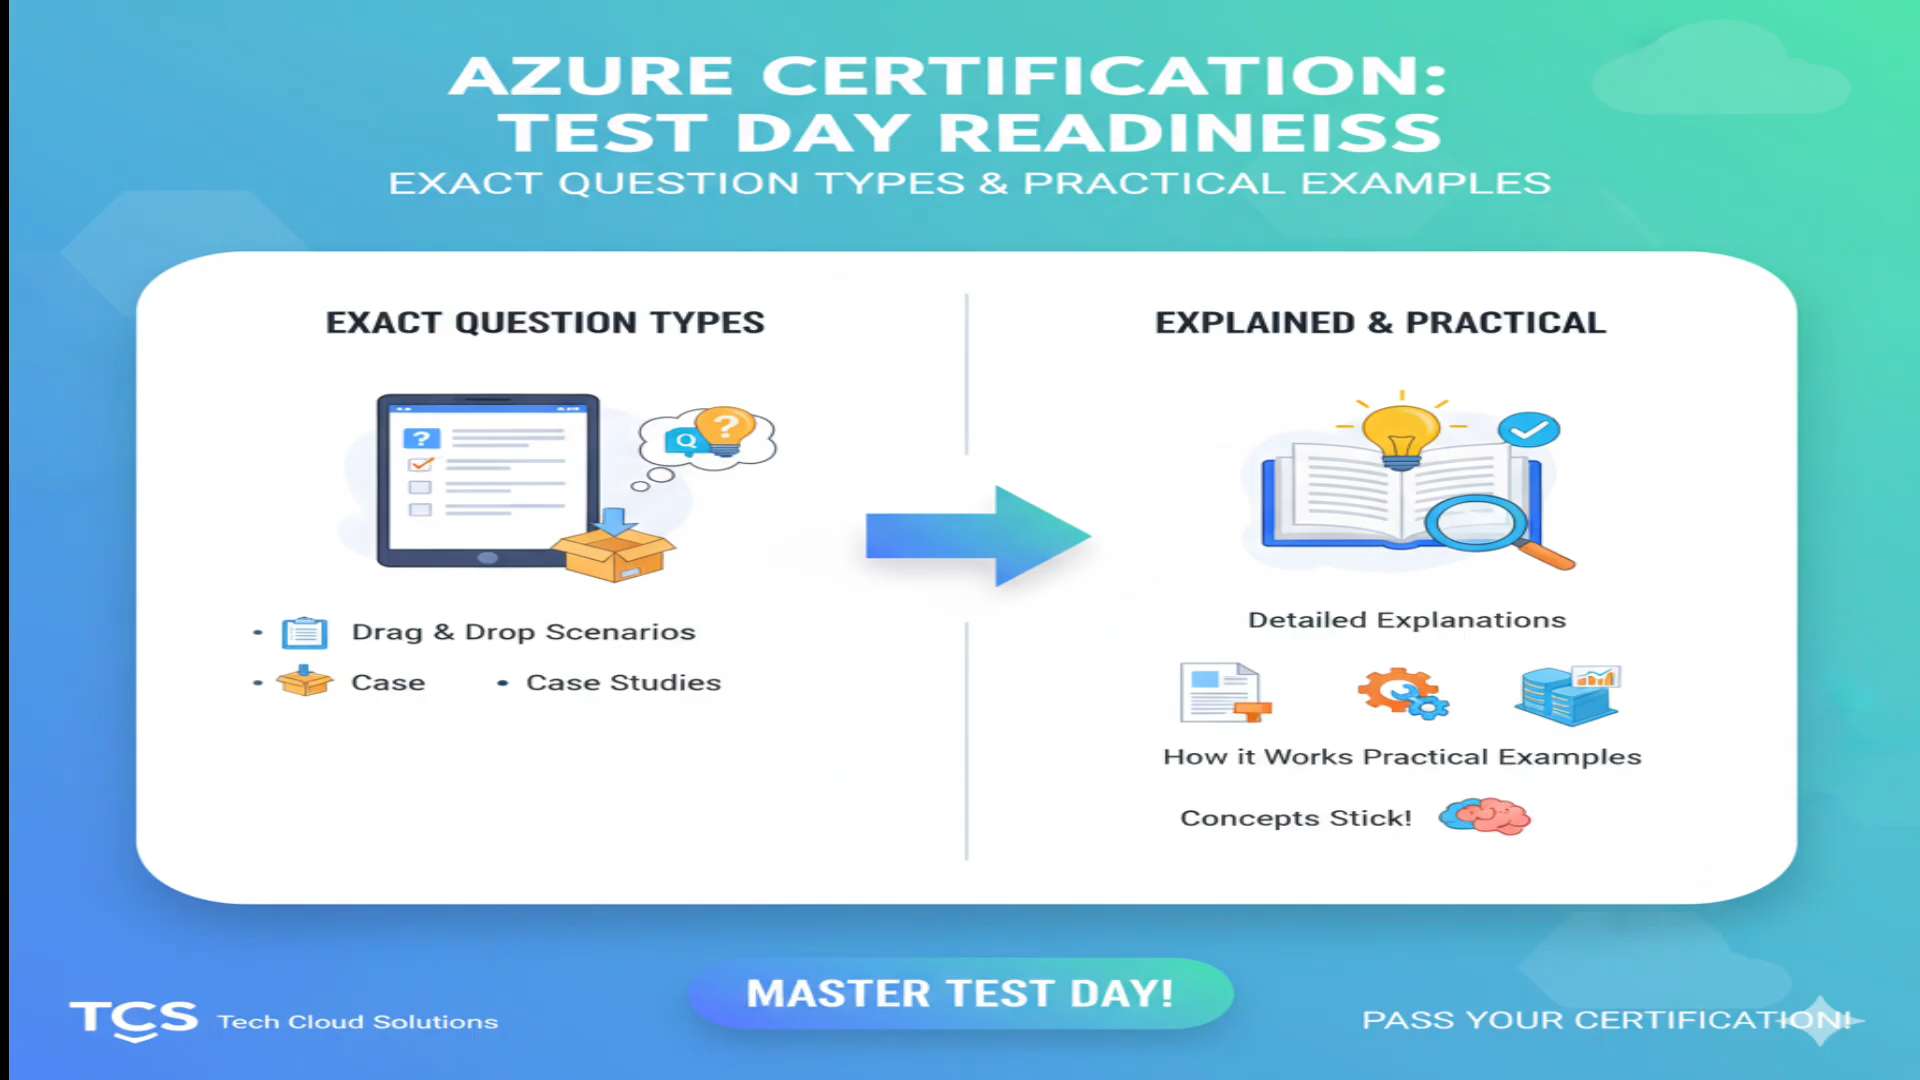 AZURE CERTIFICATION:
TEST DAY READINEISS
EXACT QUESTION TYPES & PRACTICAL EXAMPLES
EXACT QUESTION TYPES
?
Q
?
• Drag & Drop Scenarios
• Case • Case Studies
EXPLAINED & PRACTICAL
Detailed Explanations
How it Works Practical Examples
Concepts Stick!
MASTER TEST DAY!
TCS Tech Cloud Solutions
PASS YOUR CERTIFICATION!